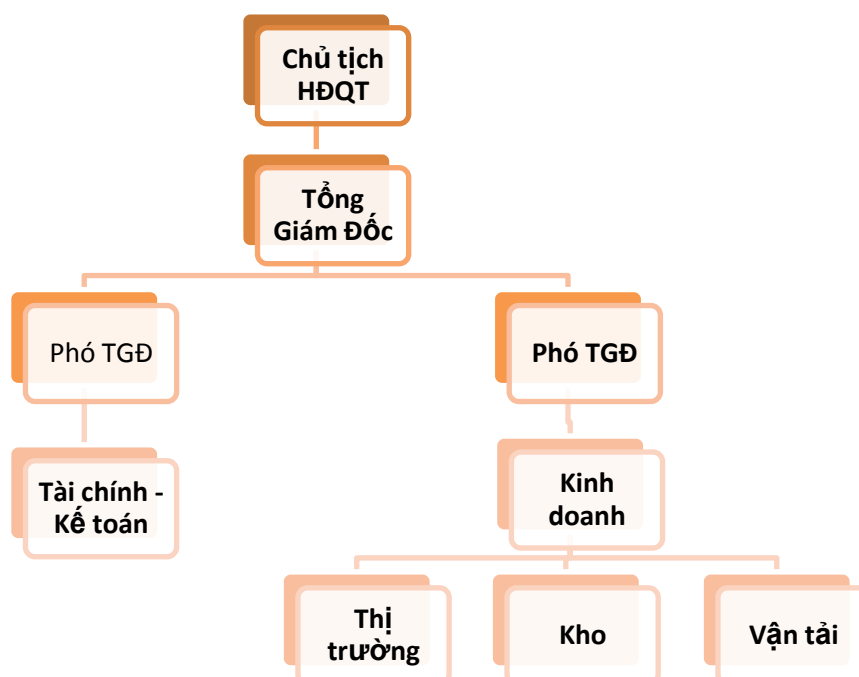 Chủ tịch
HĐQT
Tổng
Giám Đốc
Phó TGĐ
Phó TGĐ
Tài chính -
Kế toán
Kinh
doanh
Thị
trường
Kho
Vận tải